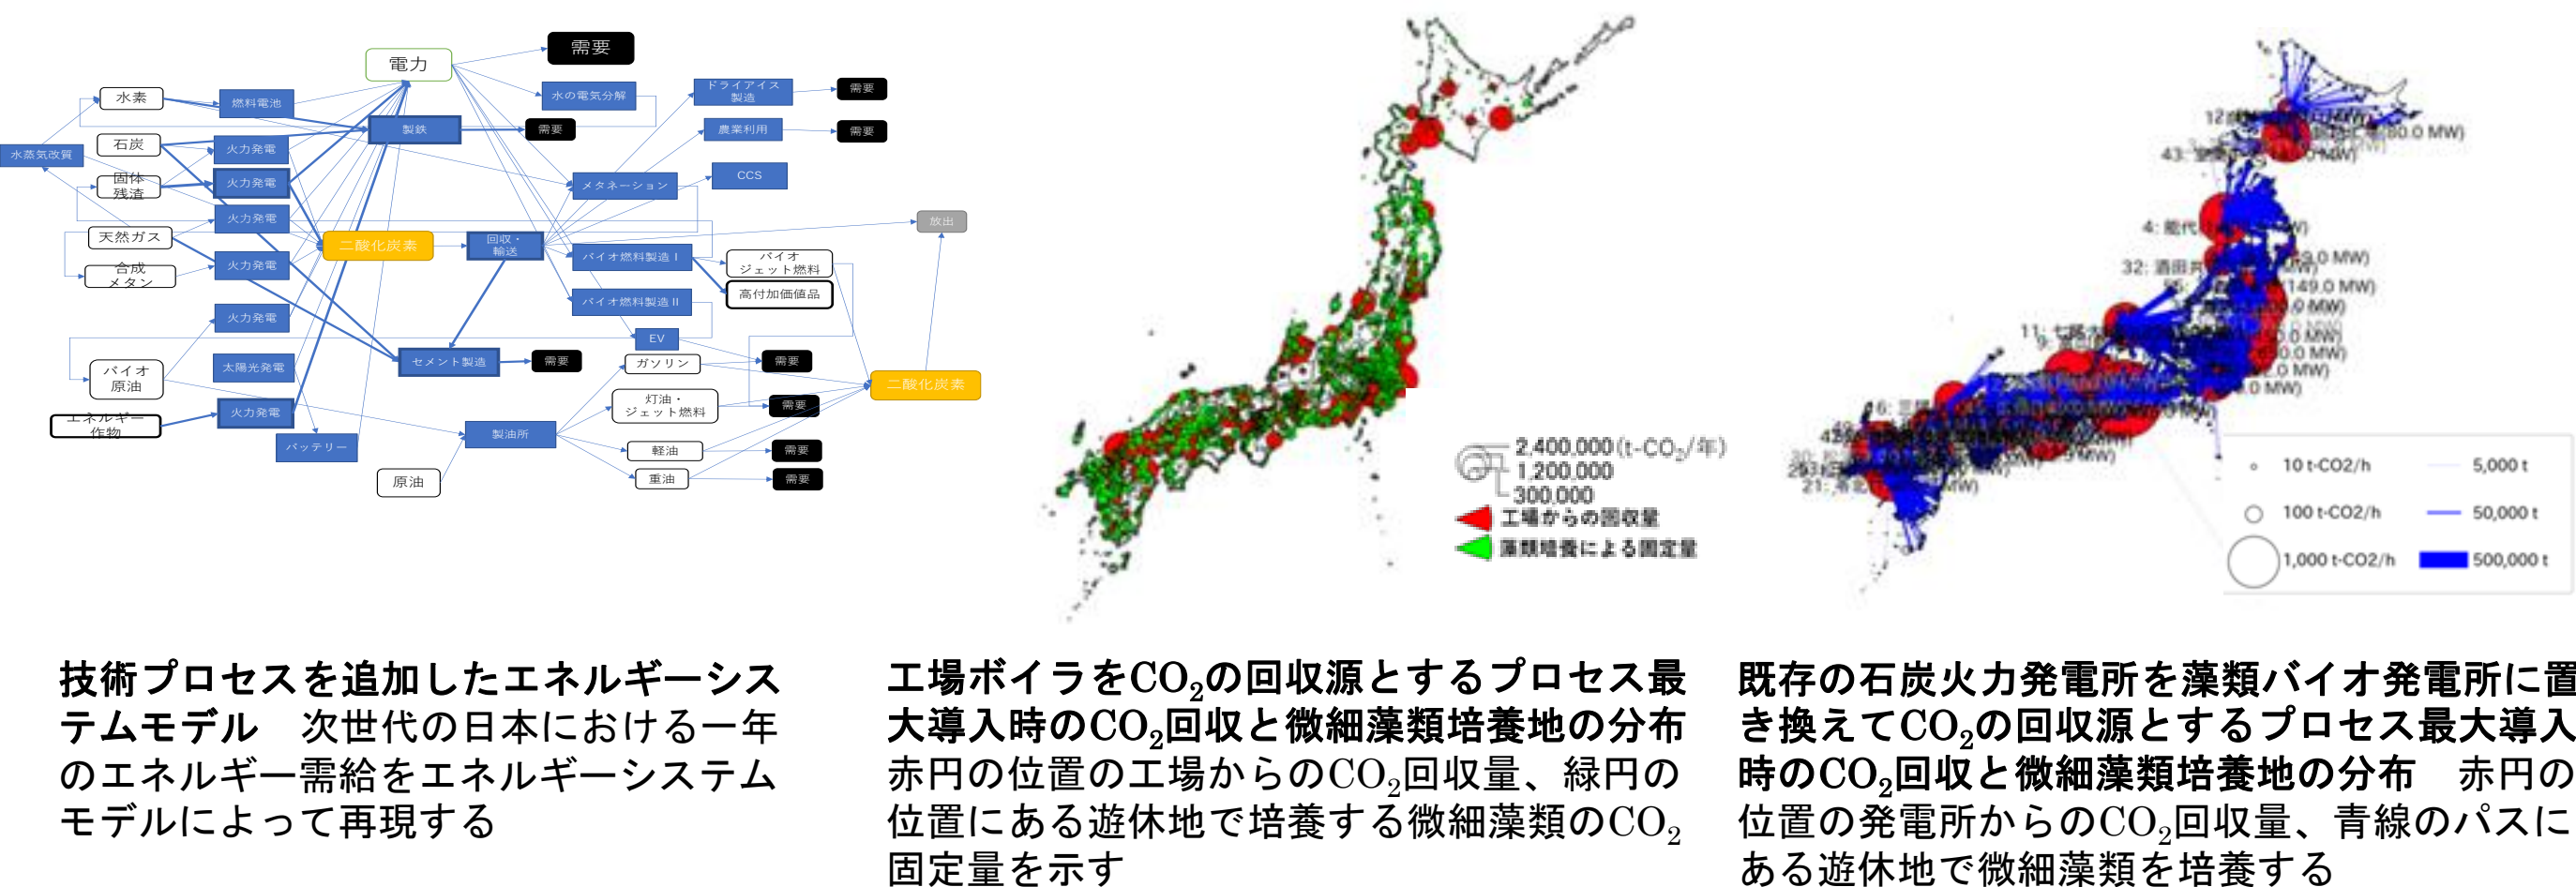 電力
需要
水素
燃料電池
水の電気分解
ドライアイス
製造
需要
石炭
製鉄
需要
農業利用
需要
水蒸気改質
火力発電
固体
残渣
火力発電
メタネーション
CCS
火力発電
天然ガス
二酸化炭素
回収・
輸送
放出
合成
メタン
火力発電
バイオ燃料製造 I
バイオ
ジェット燃料
高付加価値品
バイオ燃料製造 II
火力発電
EV
セメント製造
需要
ガソリン
需要
バイオ
原油
太陽光発電
二酸化炭素
灯油・
ジェット燃料
需要
エネルギー
作物
火力発電
バッテリー
製油所
軽油
需要
原油
重油
需要
2,400,000(t-CO₂/年)
1,200,000
300,000
工場からの回収量
藻類培養による固定量
4: 能代
32: 酒田共
10 t-CO2/h
5,000 t
100 t-CO2/h
50,000 t
1,000 t-CO2/h
500,000 t
技術プロセスを追加したエネルギーシス
テムモデル 次世代の日本における一年
のエネルギー需給をエネルギーシステム
モデルによって再現する
工場ボイラをCO₂の回収源とするプロセス最
大導入時のCO₂回収と微細藻類培養地の分布
赤円の位置の工場からのCO₂回収量、緑円の
位置にある遊休地で培養する微細藻類のCO₂
固定量を示す
既存の石炭火力発電所を藻類バイオ発電所に置
き換えてCO₂の回収源とするプロセス最大導入
時のCO₂回収と微細藻類培養地の分布 赤円の
位置の発電所からのCO₂回収量、青線のパスに
ある遊休地で微細藻類を培養する